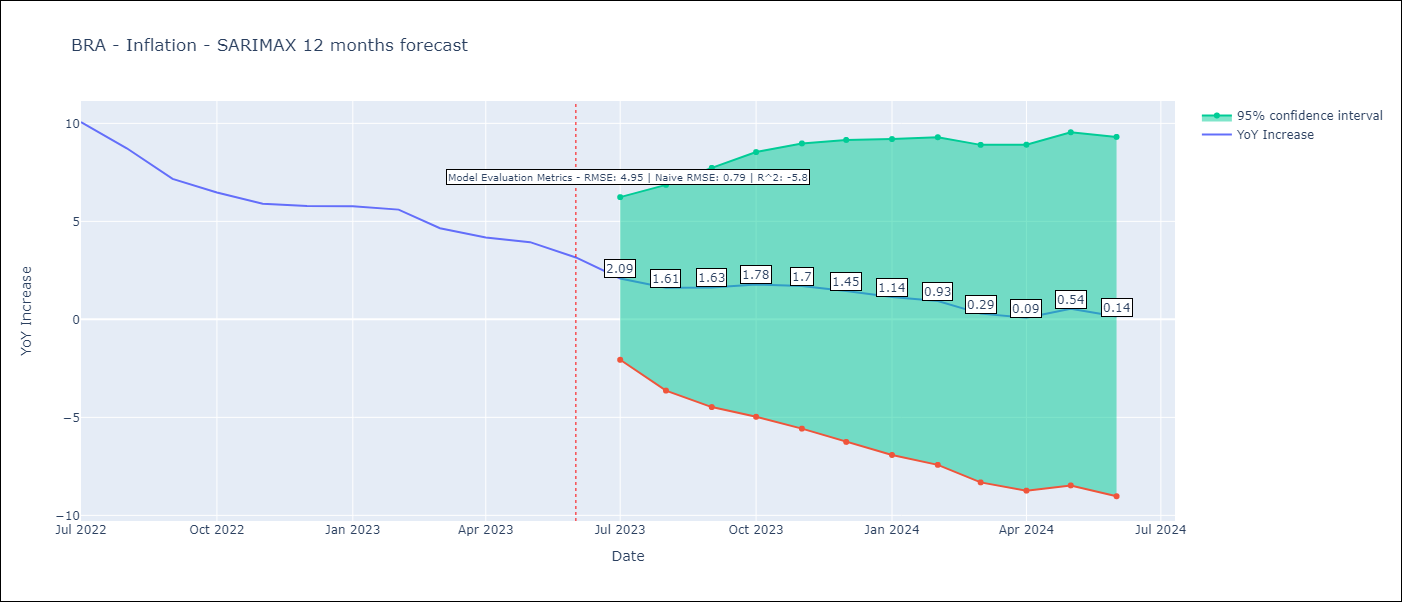 BRA - Inflation - SARIMAX 12 months forecast
95% confidence interval
YoY Increase
Model Evaluation Metrics - RMSE: 4.95 | Naive RMSE: 0.79 | R^2: -5.8
10
5
0
−5
−10
YoY Increase
2.09
1.61
1.63
1.78
1.7
1.45
1.14
0.93
0.29
0.09
0.54
0.14
Jul 2022
Oct 2022
Jan 2023
Apr 2023
Jul 2023
Oct 2023
Jan 2024
Apr 2024
Jul 2024
Date